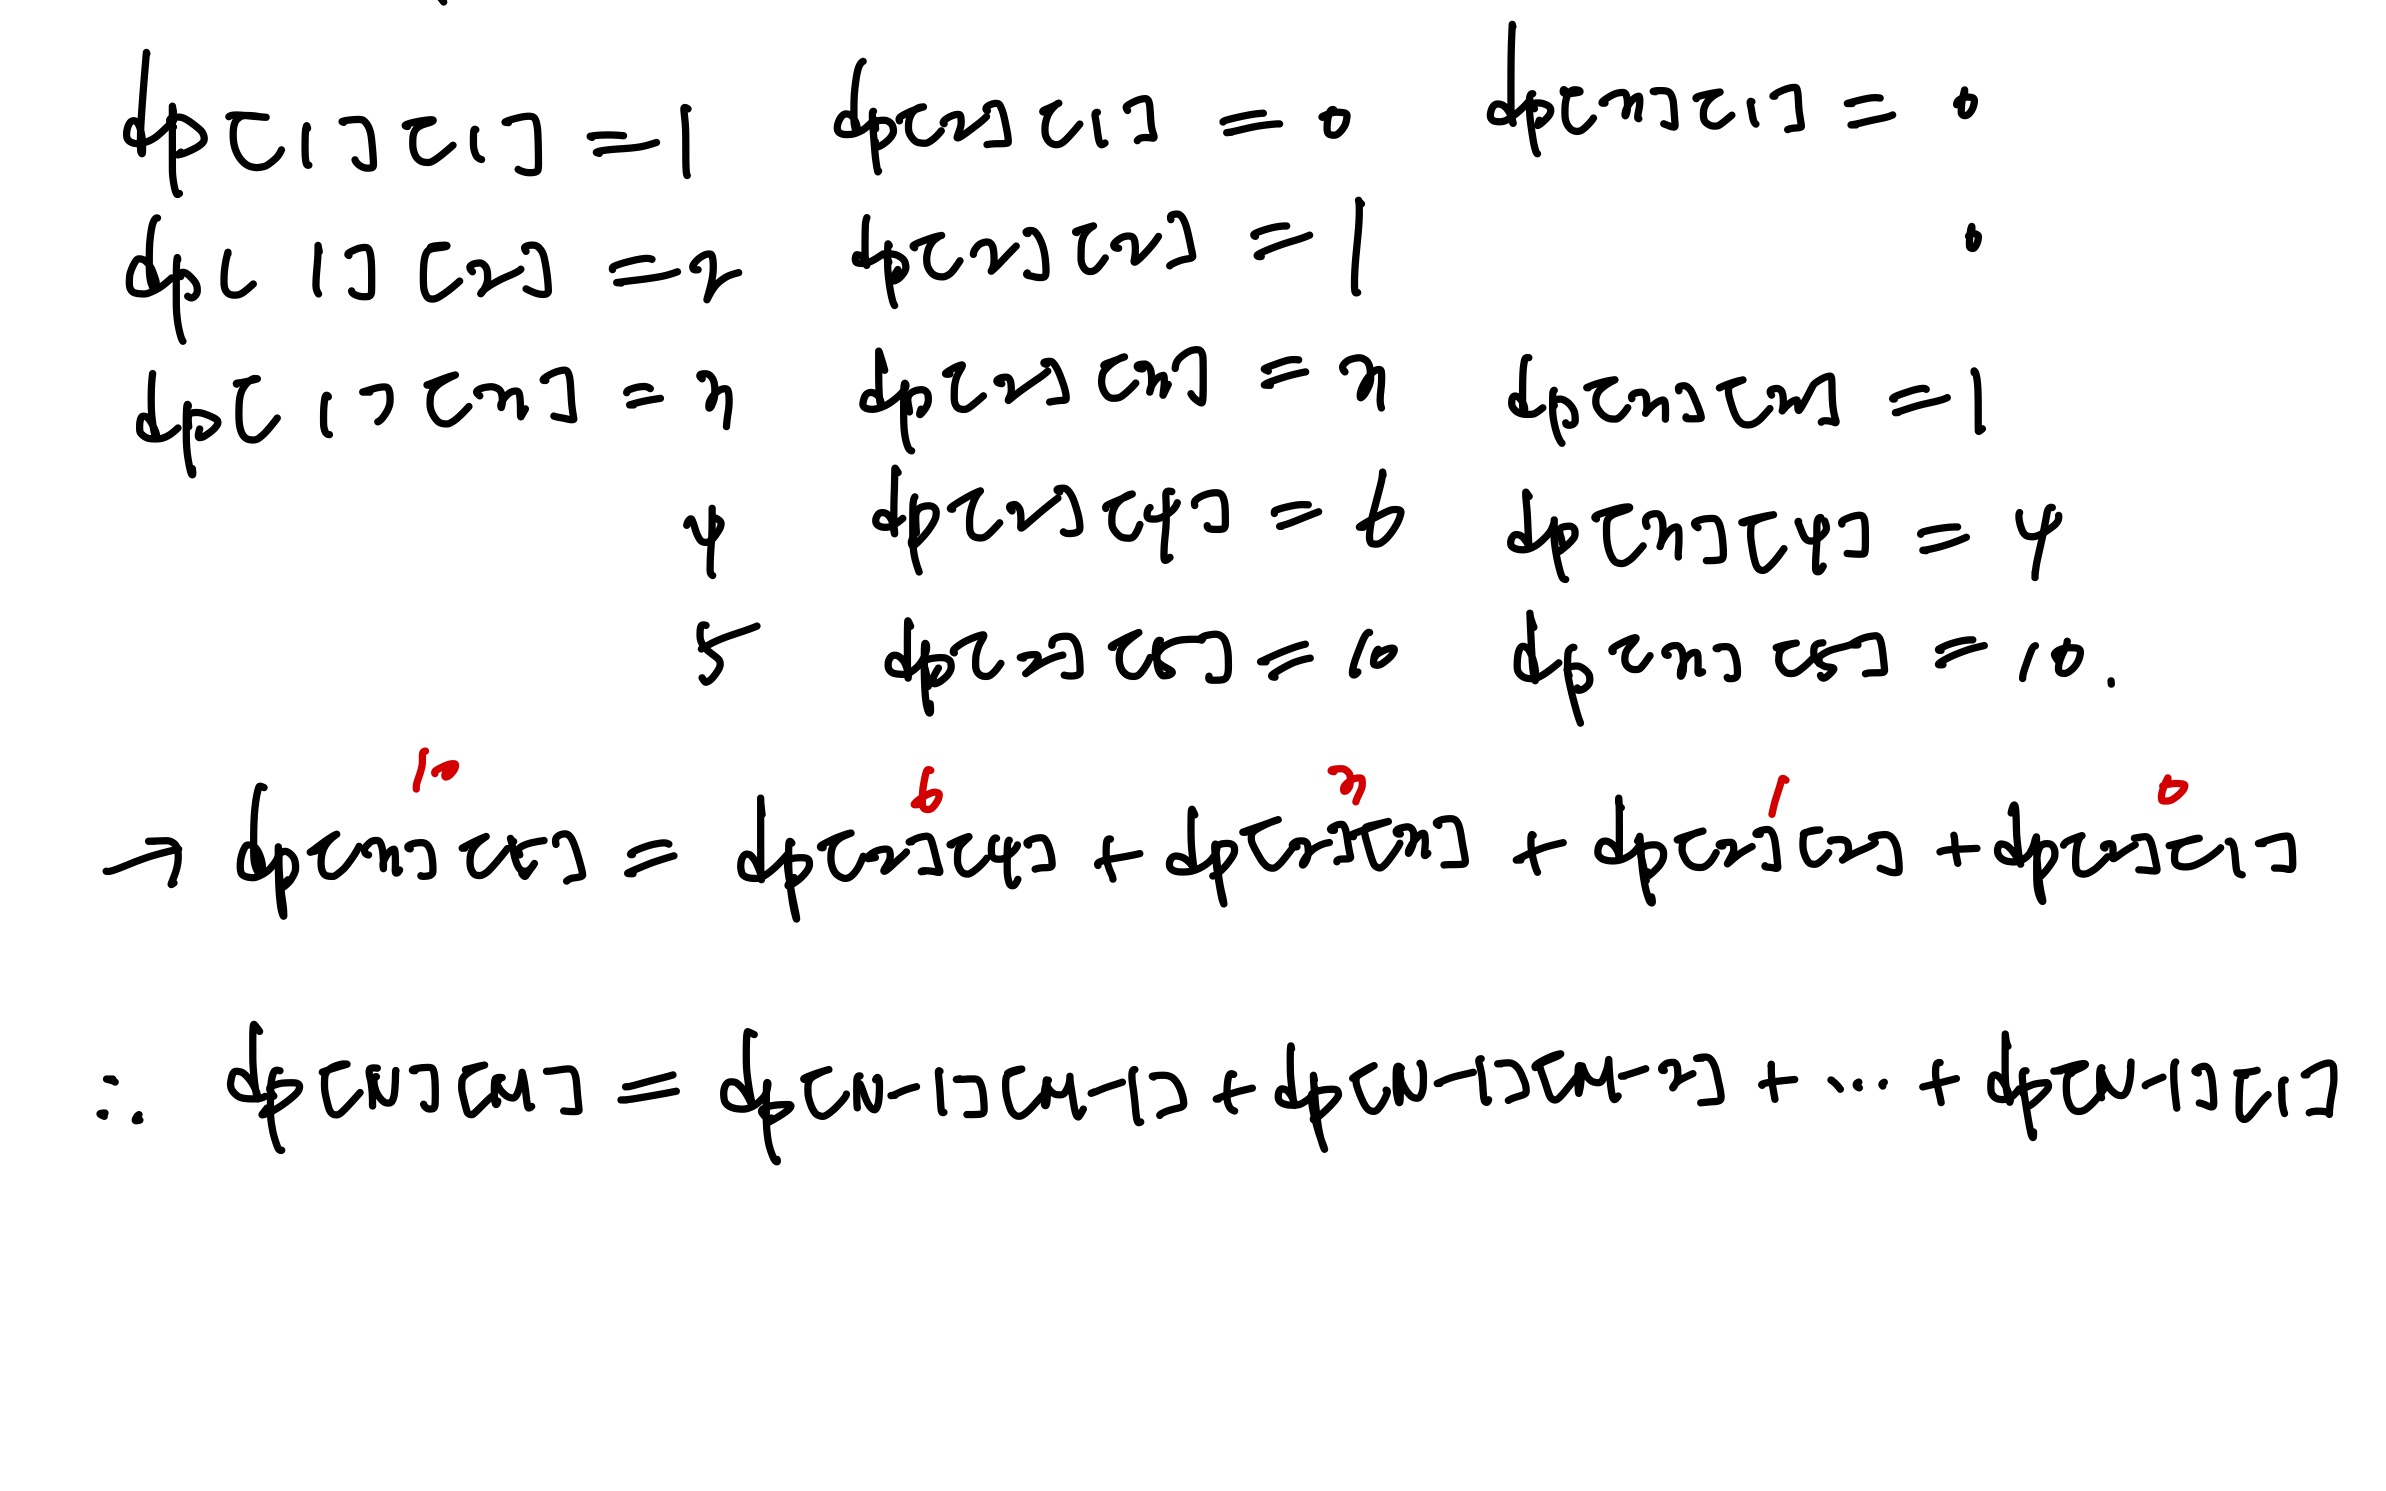 dp[1][1] = 1 dp[2][1] = 0 dp[3][1] = 0
dp[1][2] = 2 dp[2][2] = 1 0
dp[1][3] = 3 dp[2][3] = 3 dp[3][3] = 1
4 dp[2][4] = 6 dp[3][4] = 4
5 dp[2][5] = 10 dp[3][5] = 10.
10 6 3 1 0
→ dp[3][5] = dp[2][4] + dp[2][3] + dp[2][2] + dp[2][1]
∴ dp[N][M] = dp[N-1][M-1] + dp[N-1][M-2] + ... + dp[N-1][1]